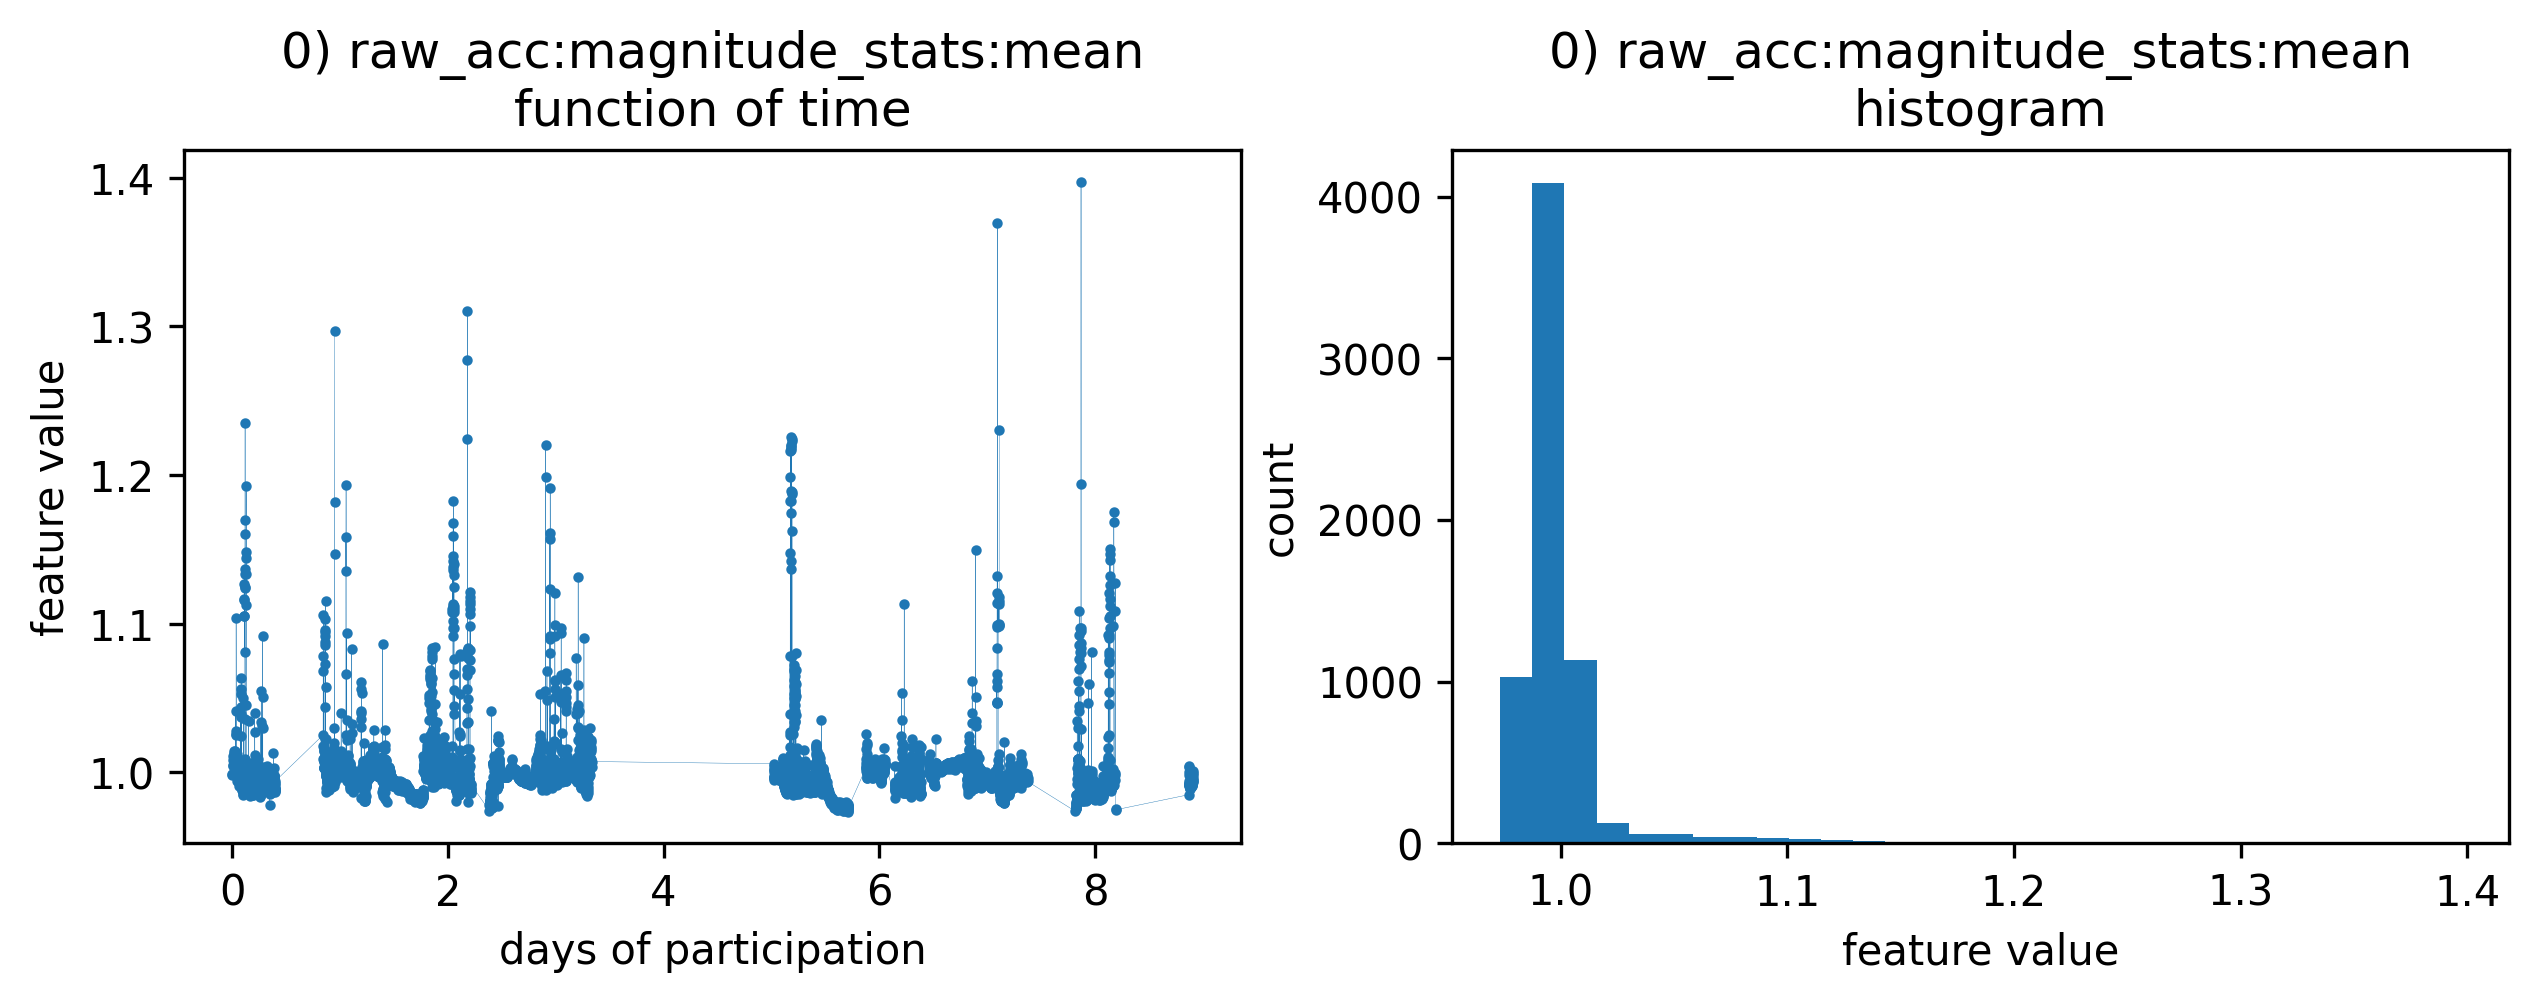 0) raw_acc:magnitude_stats:mean
function of time
1.4
1.3
1.2
1.1
1.0
feature value
0 2 4 6 8
days of participation
0) raw_acc:magnitude_stats:mean
histogram
4000
3000
2000
1000
0
count
1.0 1.1 1.2 1.3 1.4
feature value